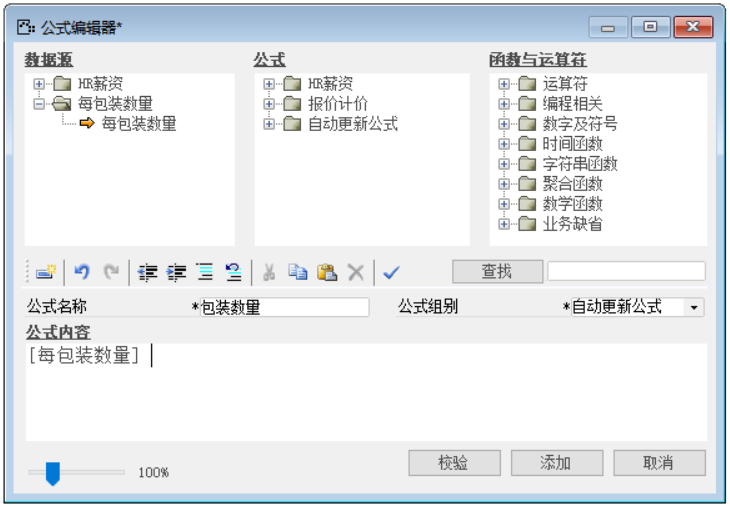 公式编辑器*
数据源
HR薪资
每包装数量
每包装数量
公式
HR薪资
报价计价
自动更新公式
函数与运算符
运算符
编程相关
数字及符号
时间函数
字符串函数
聚合函数
数学函数
业务缺省
查找
公式名称 *包装数量 公式组别 *自动更新公式
公式内容
[每包装数量]
100%
校验 添加 取消